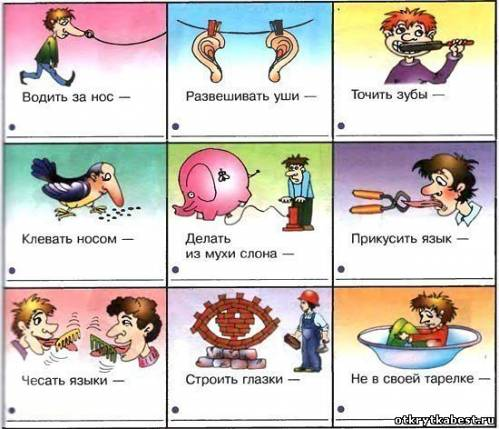 Водить за нос —
Развешивать уши —
Точить зубы —
Клевать носом —
Делать
из мухи слона —
Прикусить язык —
Чесать языки —
Строить глазки —
Не в своей тарелке —
otkrytkabest.ru